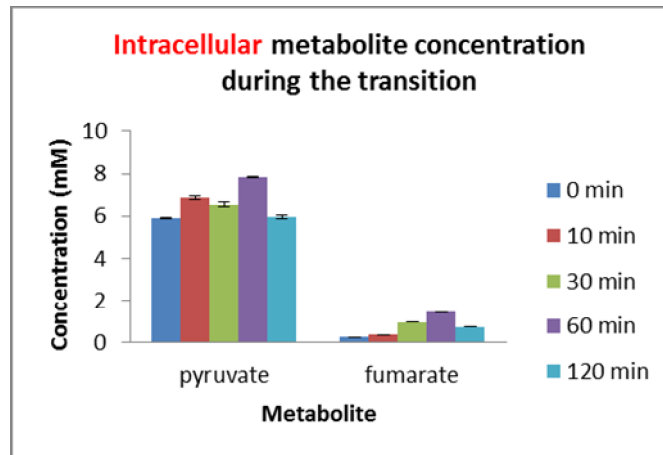 Intracellular metabolite concentration
during the transition
Concentration (mM)
10
8
6
4
2
0
pyruvate
fumarate
Metabolite
0 min
10 min
30 min
60 min
120 min